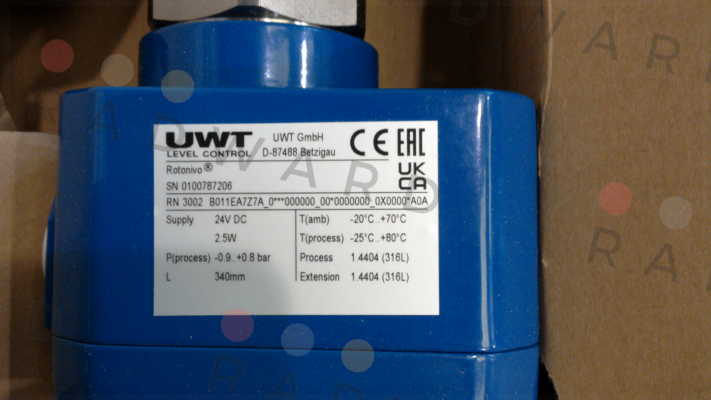 UWT UWT GmbH CE EAC
LEVEL CONTROL D-87488 Betzigau
Rotonivo® UK
SN 0100787206 CA
RN 3002 B011EA7Z7A_0***000000_00*0000000_0X0000*A0A
Supply 24V DC T(amb) -20°C..+70°C
2.5W T(process) -25°C..+80°C
P(process) -0.9..+0.8 bar Process 1.4404 (316L)
L 340mm Extension 1.4404 (316L)
RADWARD
RADWARD